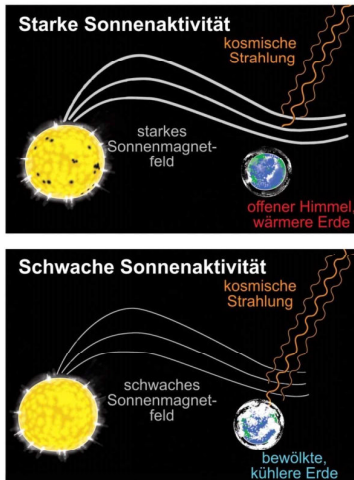 Starke Sonnenaktivität
kosmische
Strahlung
starkes
Sonnenmagnet-
feld
offener Himmel,
wärmere Erde
Schwache Sonnenaktivität
kosmische
Strahlung
schwaches
Sonnenmagnet-
feld
bewölkte,
kühlere Erde